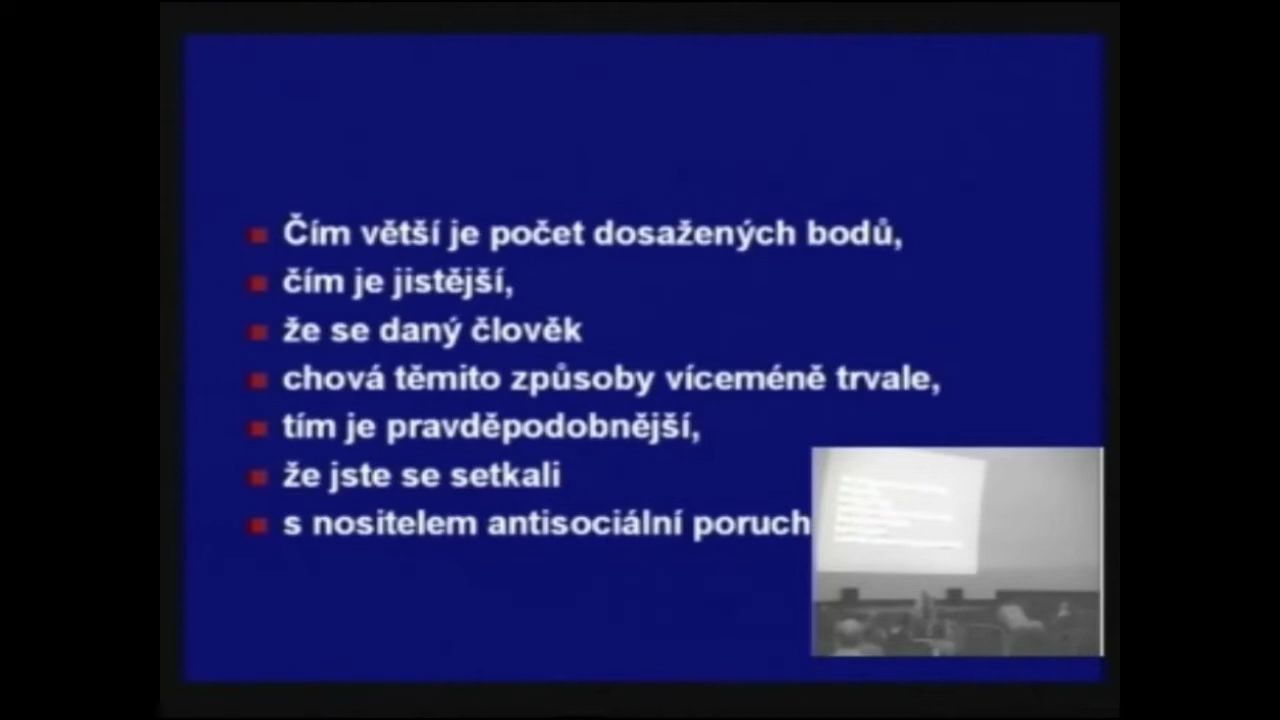 Čím větší je počet dosažených bodů,
čím je jistější,
že se daný člověk
chová těmito způsoby víceméně trvale,
tím je pravděpodobnější,
že jste se setkali
s nositelem antisociální poruch